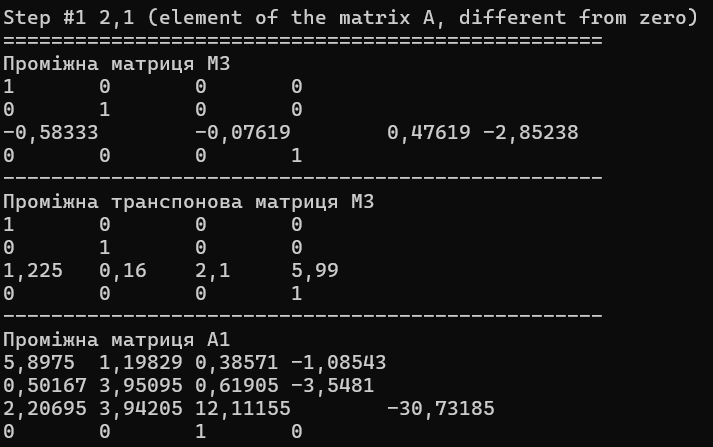 Step #1 2,1 (element of the matrix A, different from zero)
====================================================
Проміжна матриця M3
1 0 0 0
0 1 0 0
-0,58333 -0,07619 0,47619 -2,85238
0 0 0 1
----------------------------------------------------
Проміжна транспонова матриця M3
1 0 0 0
0 1 0 0
1,225 0,16 2,1 5,99
0 0 0 1
----------------------------------------------------
Проміжна матриця A1
5,8975 1,19829 0,38571 -1,08543
0,50167 3,95095 0,61905 -3,5481
2,20695 3,94205 12,11155 -30,73185
0 0 1 0